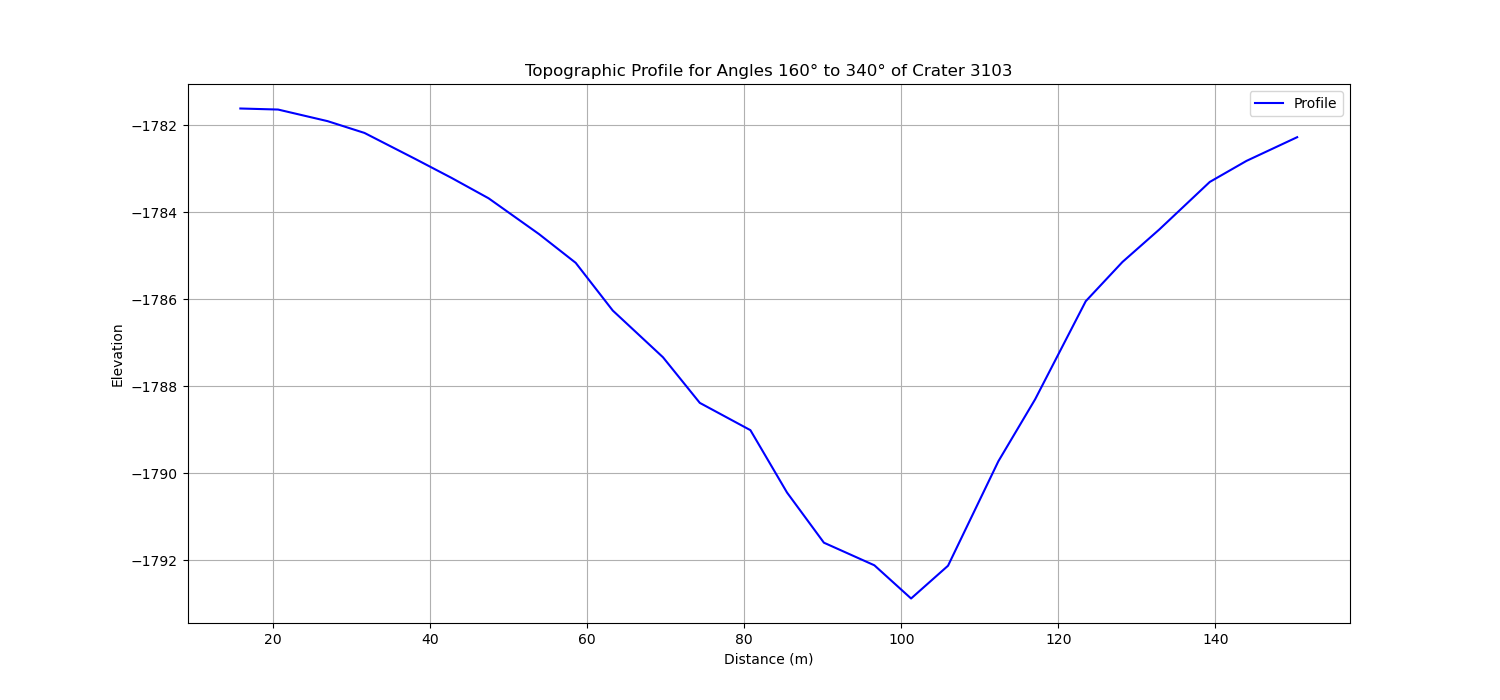 Topographic Profile for Angles 160° to 340° of Crater 3103
Profile
−1782
−1784
−1786
−1788
−1790
−1792
Elevation
20 40 60 80 100 120 140
Distance (m)